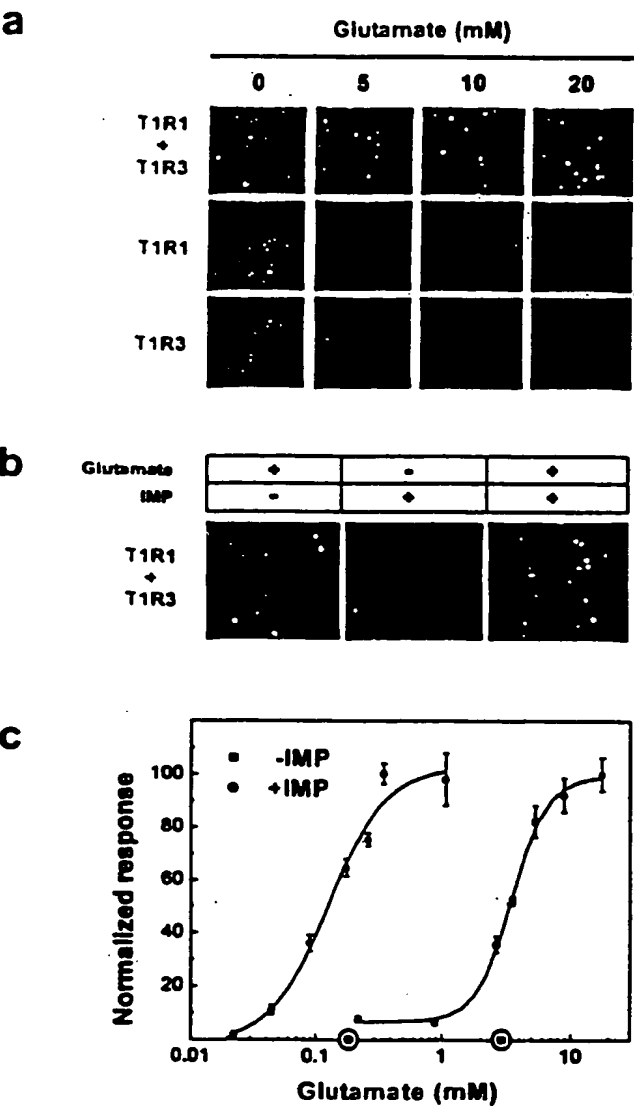 a
Glutamate (mM)
0 5 10 20
T1R1
+
T1R3
T1R1
T1R3
b
Glutamate + - +
IMP - + +
T1R1
+
T1R3
c
-IMP
+IMP
Normalized response
100
80
60
40
20
0.01 0.1 1 10
Glutamate (mM)